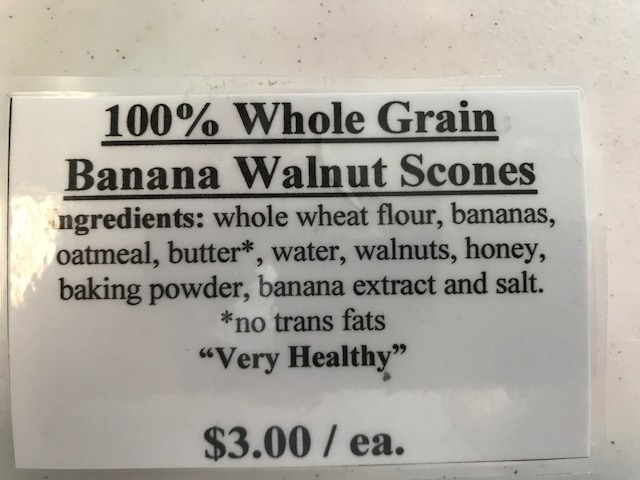 100% Whole Grain
Banana Walnut Scones
ngredients: whole wheat flour, bananas,
oatmeal, butter*, water, walnuts, honey,
baking powder, banana extract and salt.
*no trans fats
“Very Healthy”
$3.00 / ea.